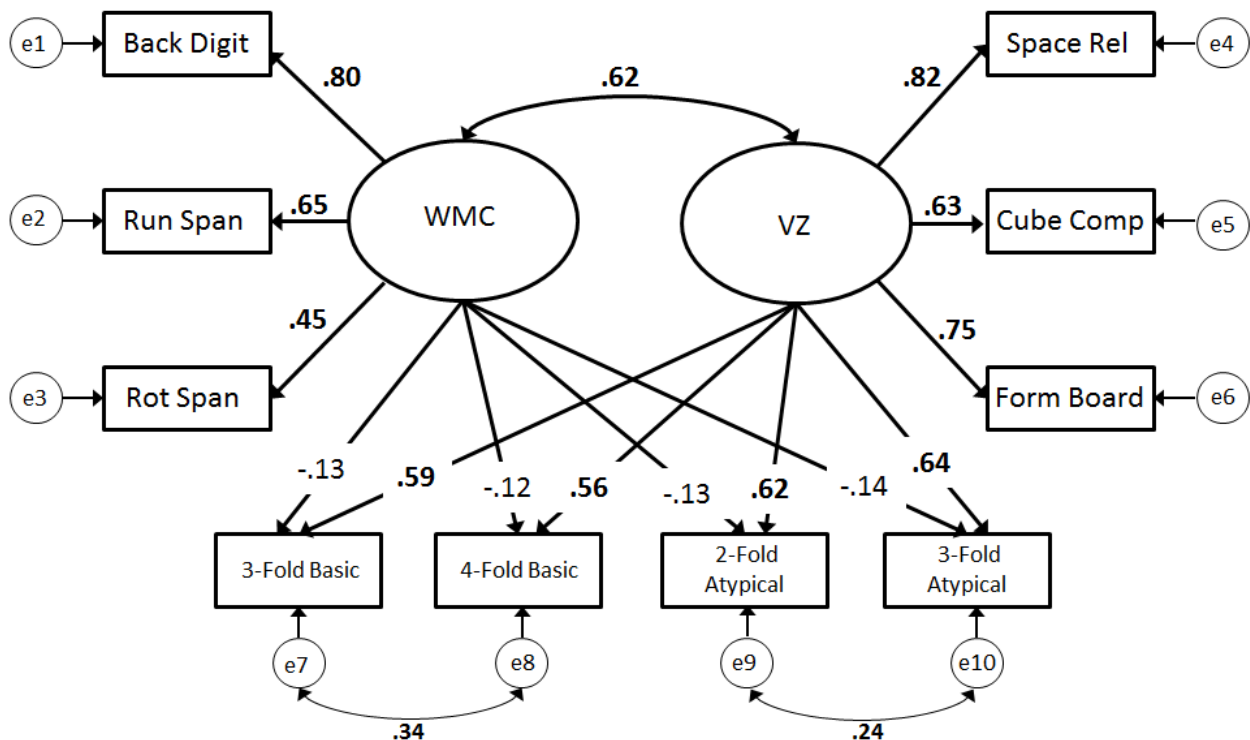 e1
Back Digit
.80
.62
.82
Space Rel
e4
e2
Run Span
.65
WMC
VZ
.63
Cube Comp
e5
e3
Rot Span
.45
.75
Form Board
e6
-.13
.59
-.12
.56
-.13
.62
-.14
.64
3-Fold Basic
4-Fold Basic
2-Fold
Atypical
3-Fold
Atypical
e7
e8
e9
e10
.34
.24